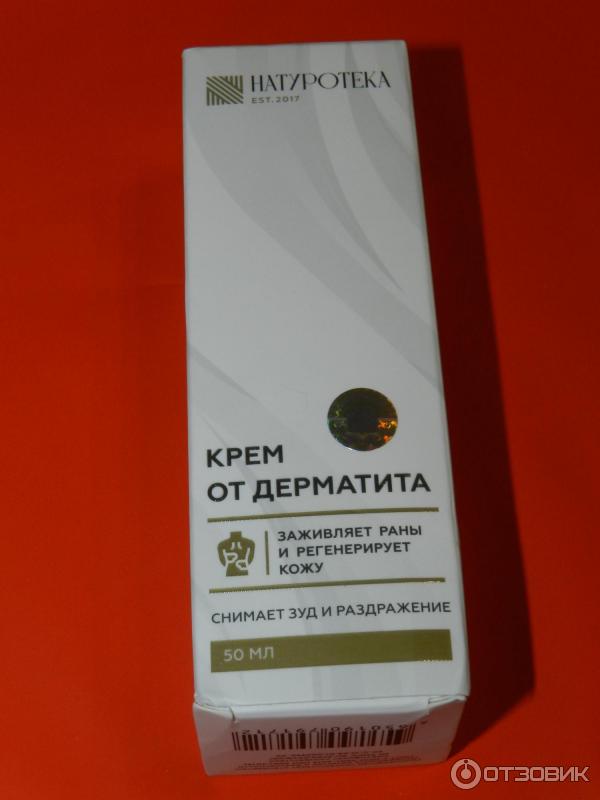 НАТУРОТЕКА
EST. 2017
КРЕМ
ОТ ДЕРМАТИТА
ЗАЖИВЛЯЕТ РАНЫ
И РЕГЕНЕРИРУЕТ
КОЖУ
СНИМАЕТ ЗУД И РАЗДРАЖЕНИЕ
50 МЛ
ОТЗОВИК